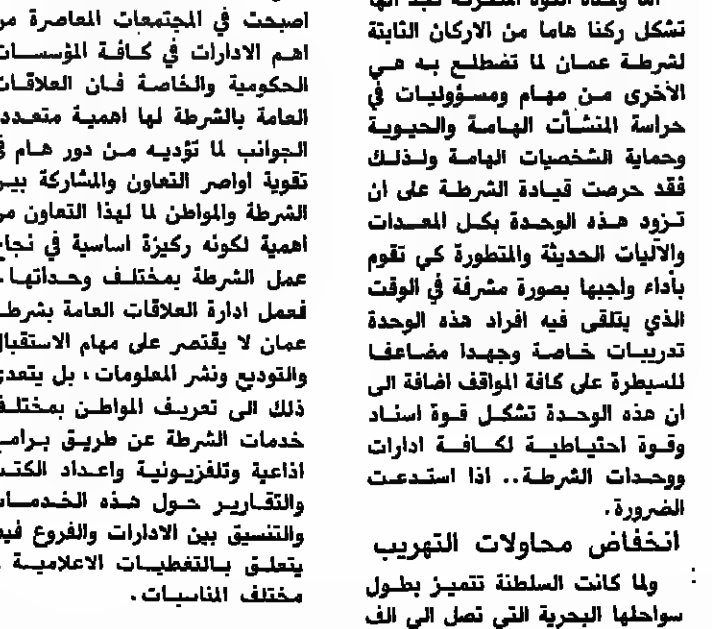 تشكل ركنا هاما من الاركان الثابتة
لشرطة عمان لما تضطلع به هي
الأخرى من مهام ومسؤوليات في
حراسة المنشآت الهامة والحيوية
وحماية الشخصيات الهامة ولذلك
فقد حرصت قيادة الشرطة على ان
تزود هذه الوحدة بكل المعدات
والآليات الحديثة والمتطورة كي تقوم
بأداء واجبها بصورة مشرفة في الوقت
الذي يتلقى فيه افراد هذه الوحدة
تدريبات خاصة وجهدا مضاعفا
للسيطرة على كافة المواقف اضافة الى
ان هذه الوحدة تشكل قوة اسناد
وقوة احتياطية لكافة ادارات
ووحدات الشرطة.. اذا استدعت
الضرورة.
انخفاض محاولات التهريب
ولما كانت السلطنة تتميز بطول
سواحلها البحرية التي تصل الى الف
اصبحت في المجتمعات المعاصرة من
اهم الادارات في كافة المؤسسات
الحكومية والخاصة فان العلاقات
العامة بالشرطة لها اهمية متعددة
الجوانب لما تؤديه من دور هام في
تقوية اواصر التعاون والمشاركة بين
الشرطة والمواطن لما لهذا التعاون من
اهمية لكونه ركيزة اساسية في نجاح
عمل الشرطة بمختلف وحداتها.
فعمل ادارة العلاقات العامة بشرطة
عمان لا يقتصر على مهام الاستقبال
والتوديع ونشر المعلومات، بل يتعدى
ذلك الى تعريف المواطن بمختلف
خدمات الشرطة عن طريق برامج
اذاعية وتلفزيونية واعداد الكتب
والتقارير حول هذه الخدمات
والتنسيق بين الادارات والفروع فيما
يتعلق بالتغطيات الاعلامية
مختلف المناسبات.